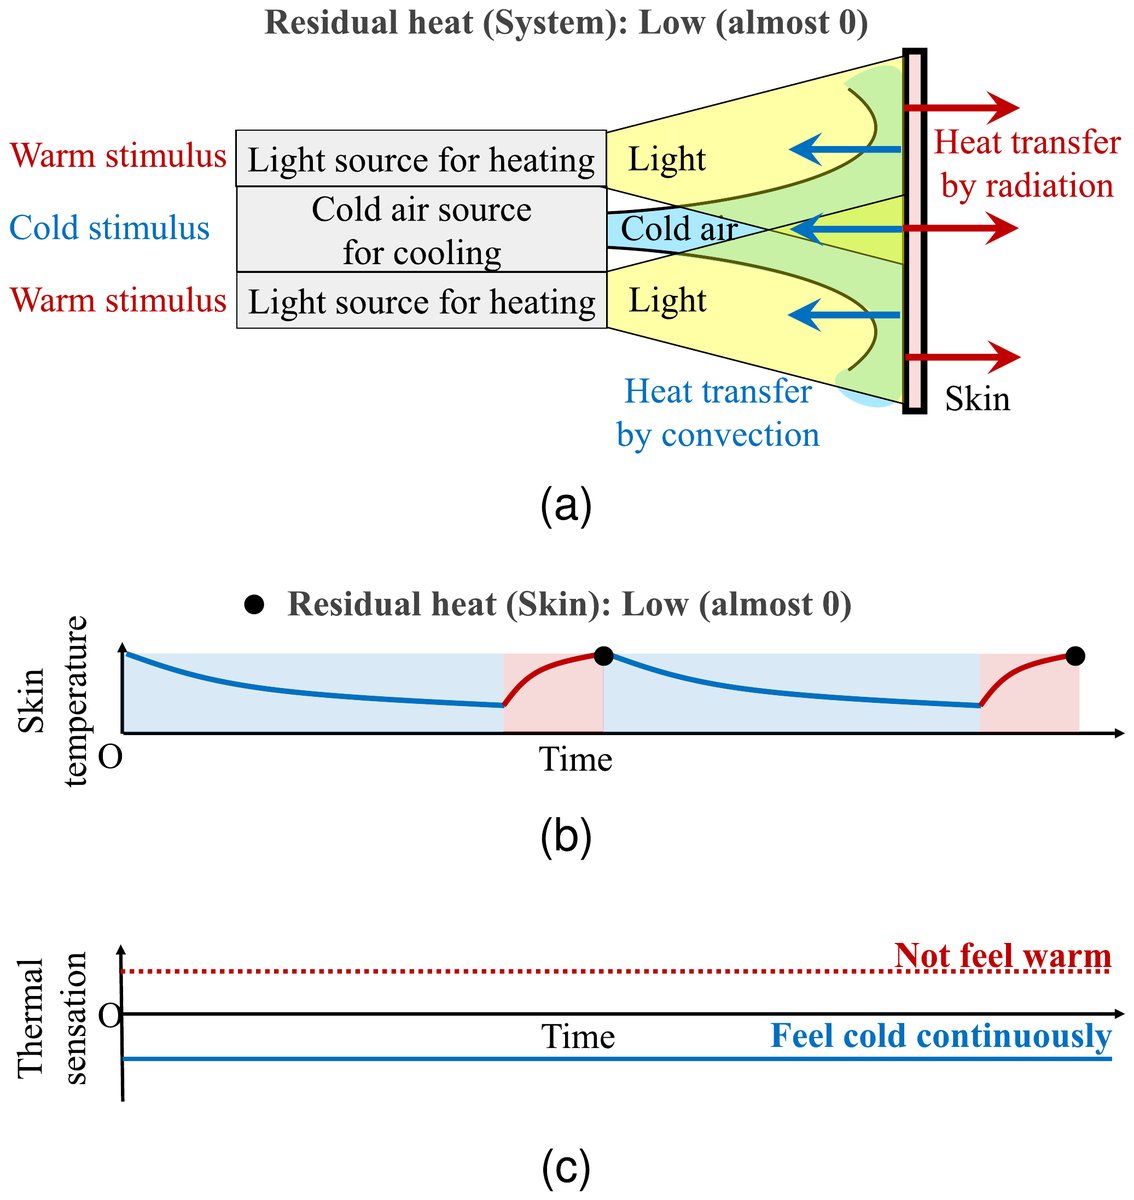 Residual heat (System): Low (almost 0)
Warm stimulus
Light source for heating
Light
Heat transfer
by radiation
Cold stimulus
Cold air source
for cooling
Cold air
Warm stimulus
Light source for heating
Light
Heat transfer
by convection
Skin
(a)
Residual heat (Skin): Low (almost 0)
Skin
temperature
O
Time
(b)
Thermal
sensation
Not feel warm
O
Time
Feel cold continuously
(c)